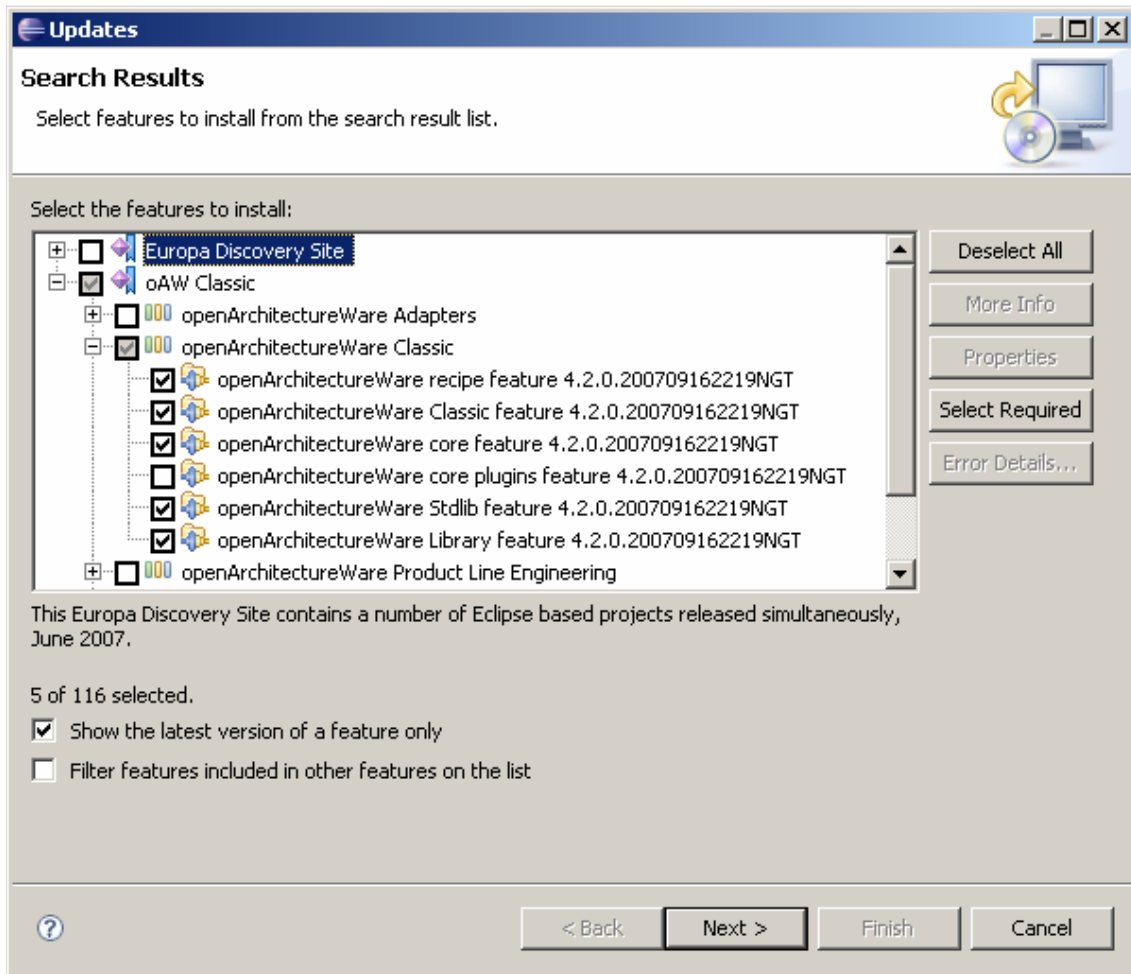 Updates
Search Results
Select features to install from the search result list.
Select the features to install:
Europa Discovery Site
oAW Classic
openArchitectureWare Adapters
openArchitectureWare Classic
openArchitectureWare recipe feature 4.2.0.200709162219NGT
openArchitectureWare Classic feature 4.2.0.200709162219NGT
openArchitectureWare core feature 4.2.0.200709162219NGT
openArchitectureWare core plugins feature 4.2.0.200709162219NGT
openArchitectureWare Stdlib feature 4.2.0.200709162219NGT
openArchitectureWare Library feature 4.2.0.200709162219NGT
openArchitectureWare Product Line Engineering
Deselect All
More Info
Properties
Select Required
Error Details...
This Europa Discovery Site contains a number of Eclipse based projects released simultaneously,
June 2007.
5 of 116 selected.
Show the latest version of a feature only
Filter features included in other features on the list
?
< Back
Next >
Finish
Cancel